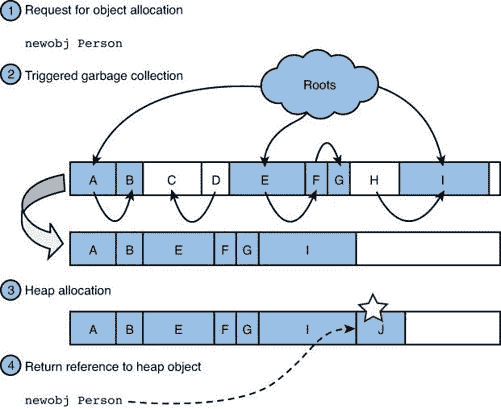 1 Request for object allocation
newobj Person
2 Triggered garbage collection
Roots
A B C D E F G H I
A B E F G I
3 Heap allocation
A B E F G I J
4 Return reference to heap object
newobj Person